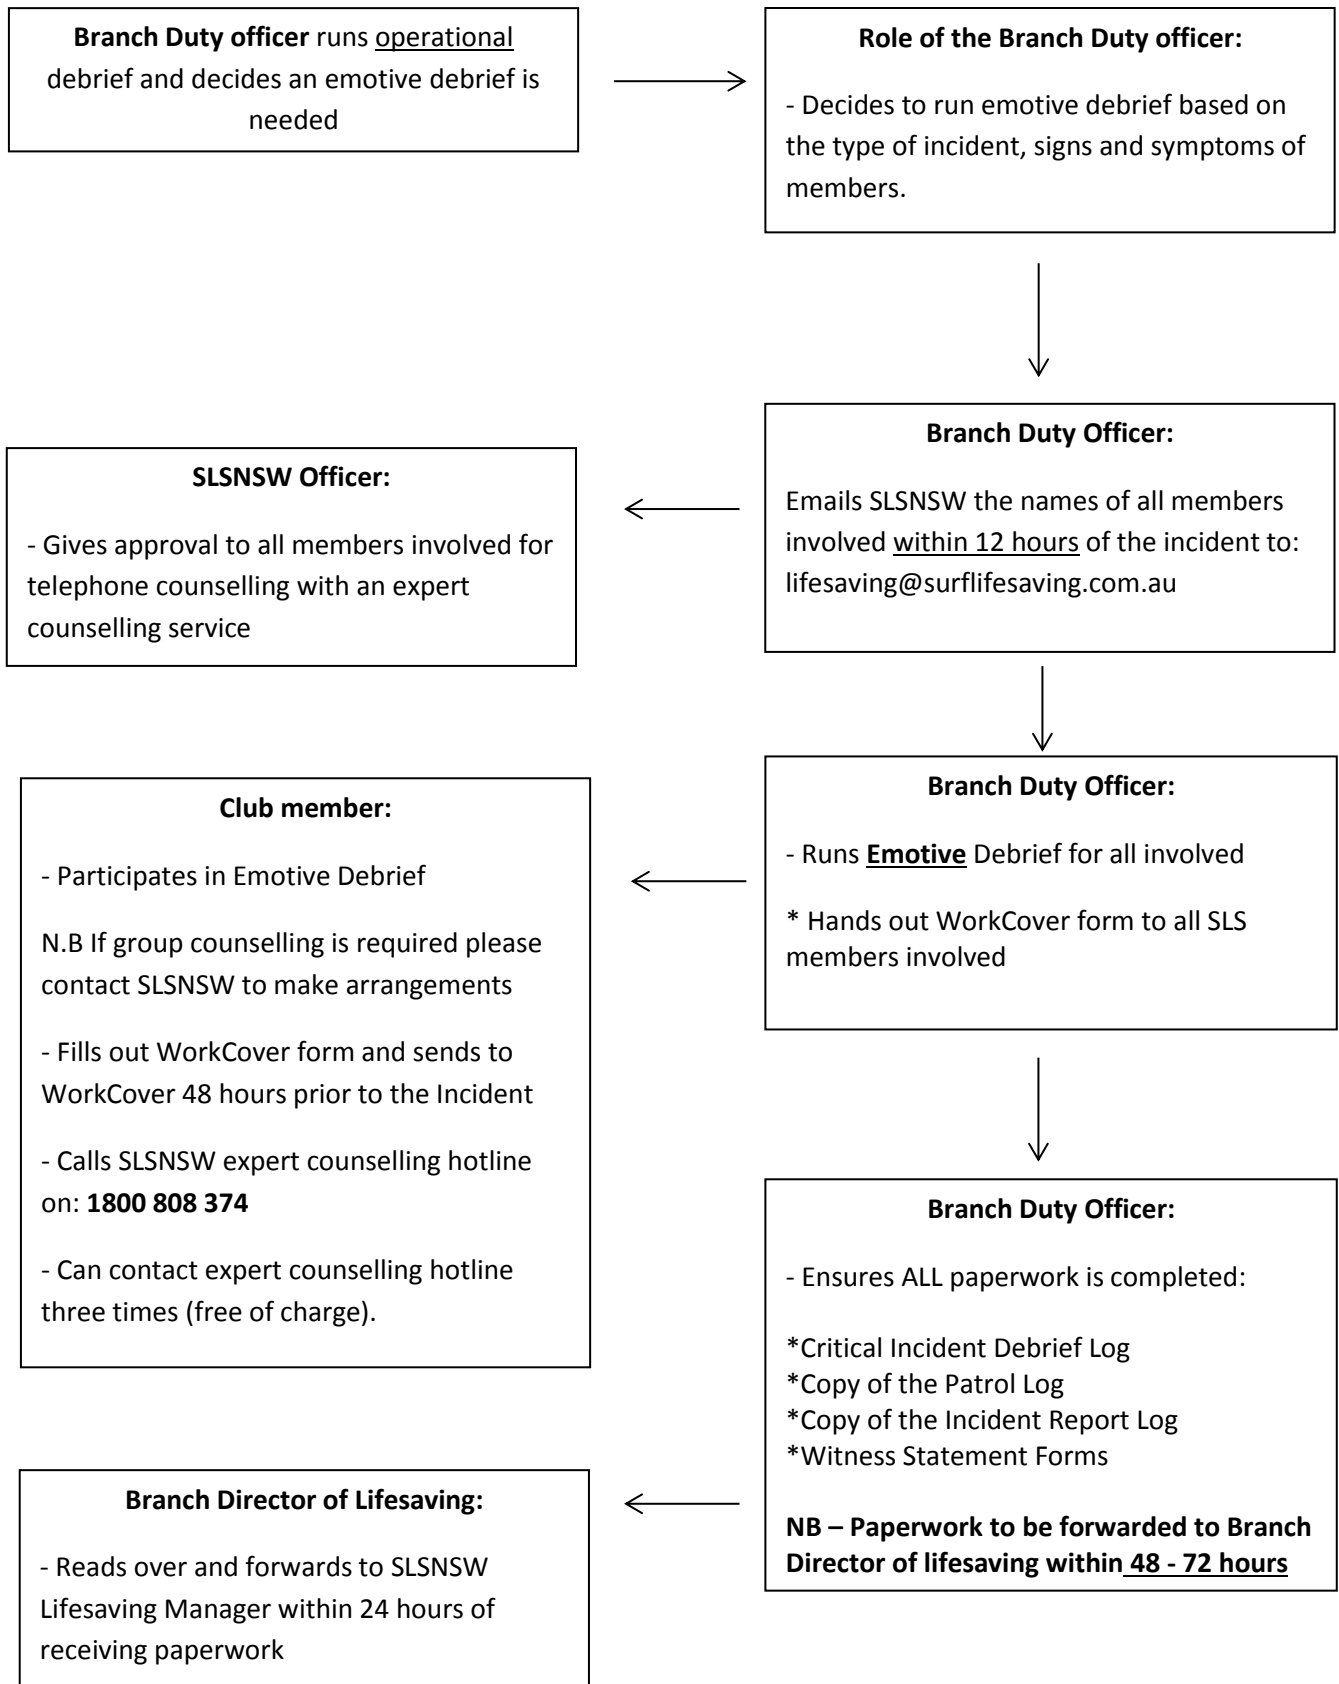 Branch Duty officer runs operational
debrief and decides an emotive debrief is
needed
Role of the Branch Duty officer:
- Decides to run emotive debrief based on
the type of incident, signs and symptoms of
members.
Branch Duty Officer:
Emails SLSNSW the names of all members
involved within 12 hours of the incident to:
lifesaving@surflifesaving.com.au
SLSNSW Officer:
- Gives approval to all members involved for
telephone counselling with an expert
counselling service
Branch Duty Officer:
- Runs Emotive Debrief for all involved
* Hands out WorkCover form to all SLS
members involved
Club member:
- Participates in Emotive Debrief
N.B If group counselling is required please
contact SLSNSW to make arrangements
- Fills out WorkCover form and sends to
WorkCover 48 hours prior to the Incident
- Calls SLSNSW expert counselling hotline
on: 1800 808 374
- Can contact expert counselling hotline
three times (free of charge).
Branch Duty Officer:
- Ensures ALL paperwork is completed:
*Critical Incident Debrief Log
*Copy of the Patrol Log
*Copy of the Incident Report Log
*Witness Statement Forms
NB – Paperwork to be forwarded to Branch
Director of lifesaving within 48 - 72 hours
Branch Director of Lifesaving:
- Reads over and forwards to SLSNSW
Lifesaving Manager within 24 hours of
receiving paperwork